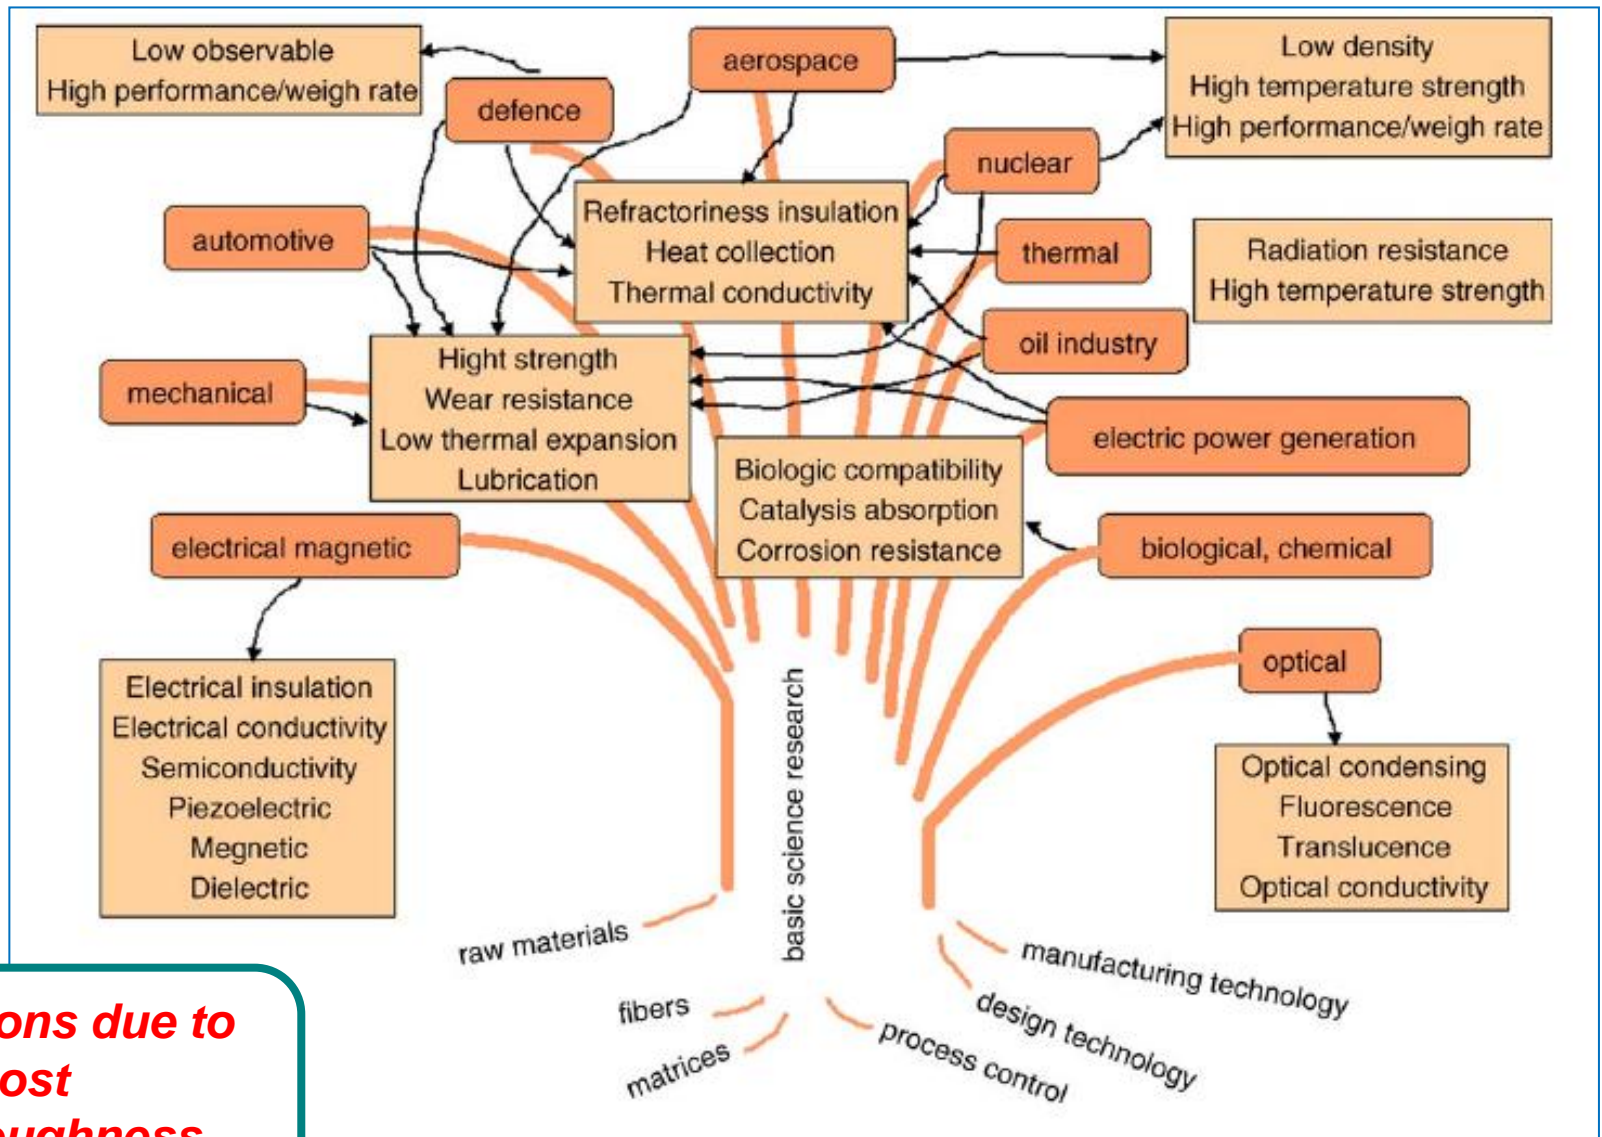 Low observable
High performance/weigh rate
aerospace
Low density
High temperature strength
High performance/weigh rate
defence
nuclear
Refractoriness insulation
Heat collection
Thermal conductivity
automotive
thermal
Radiation resistance
High temperature strength
oil industry
Hight strength
Wear resistance
Low thermal expansion
Lubrication
mechanical
electric power generation
Biologic compatibility
Catalysis absorption
Corrosion resistance
electrical magnetic
biological, chemical
optical
Electrical insulation
Electrical conductivity
Semiconductivity
Piezoelectric
Megnetic
Dielectric
basic science research
Optical condensing
Fluorescence
Translucence
Optical conductivity
raw materials
fibers
matrices
manufacturing technology
design technology
process control
due to